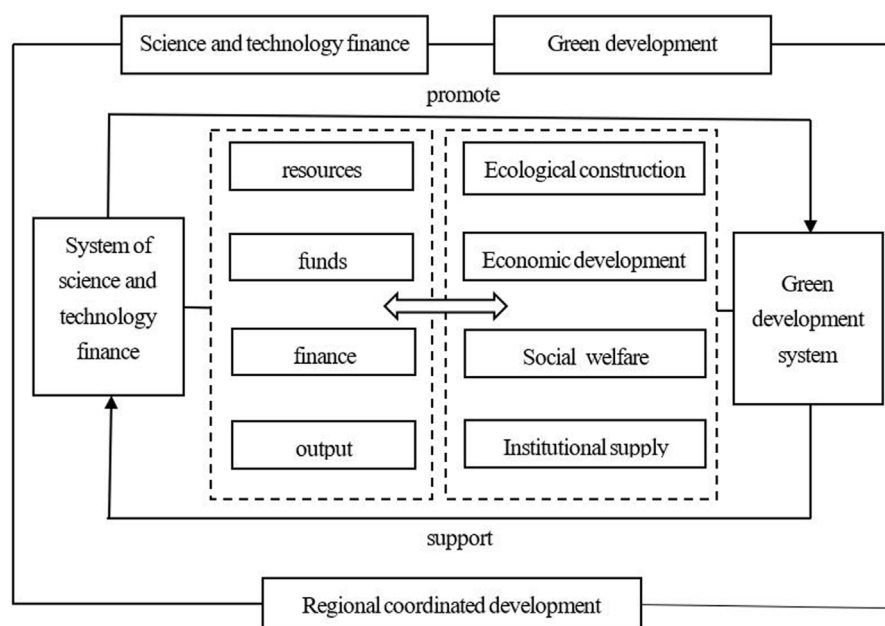 Science and technology finance
Green development
promote
resources
Ecological construction
System of
science and
technology
finance
funds
Economic development
Green
development
system
finance
Social welfare
output
Institutional supply
support
Regional coordinated development